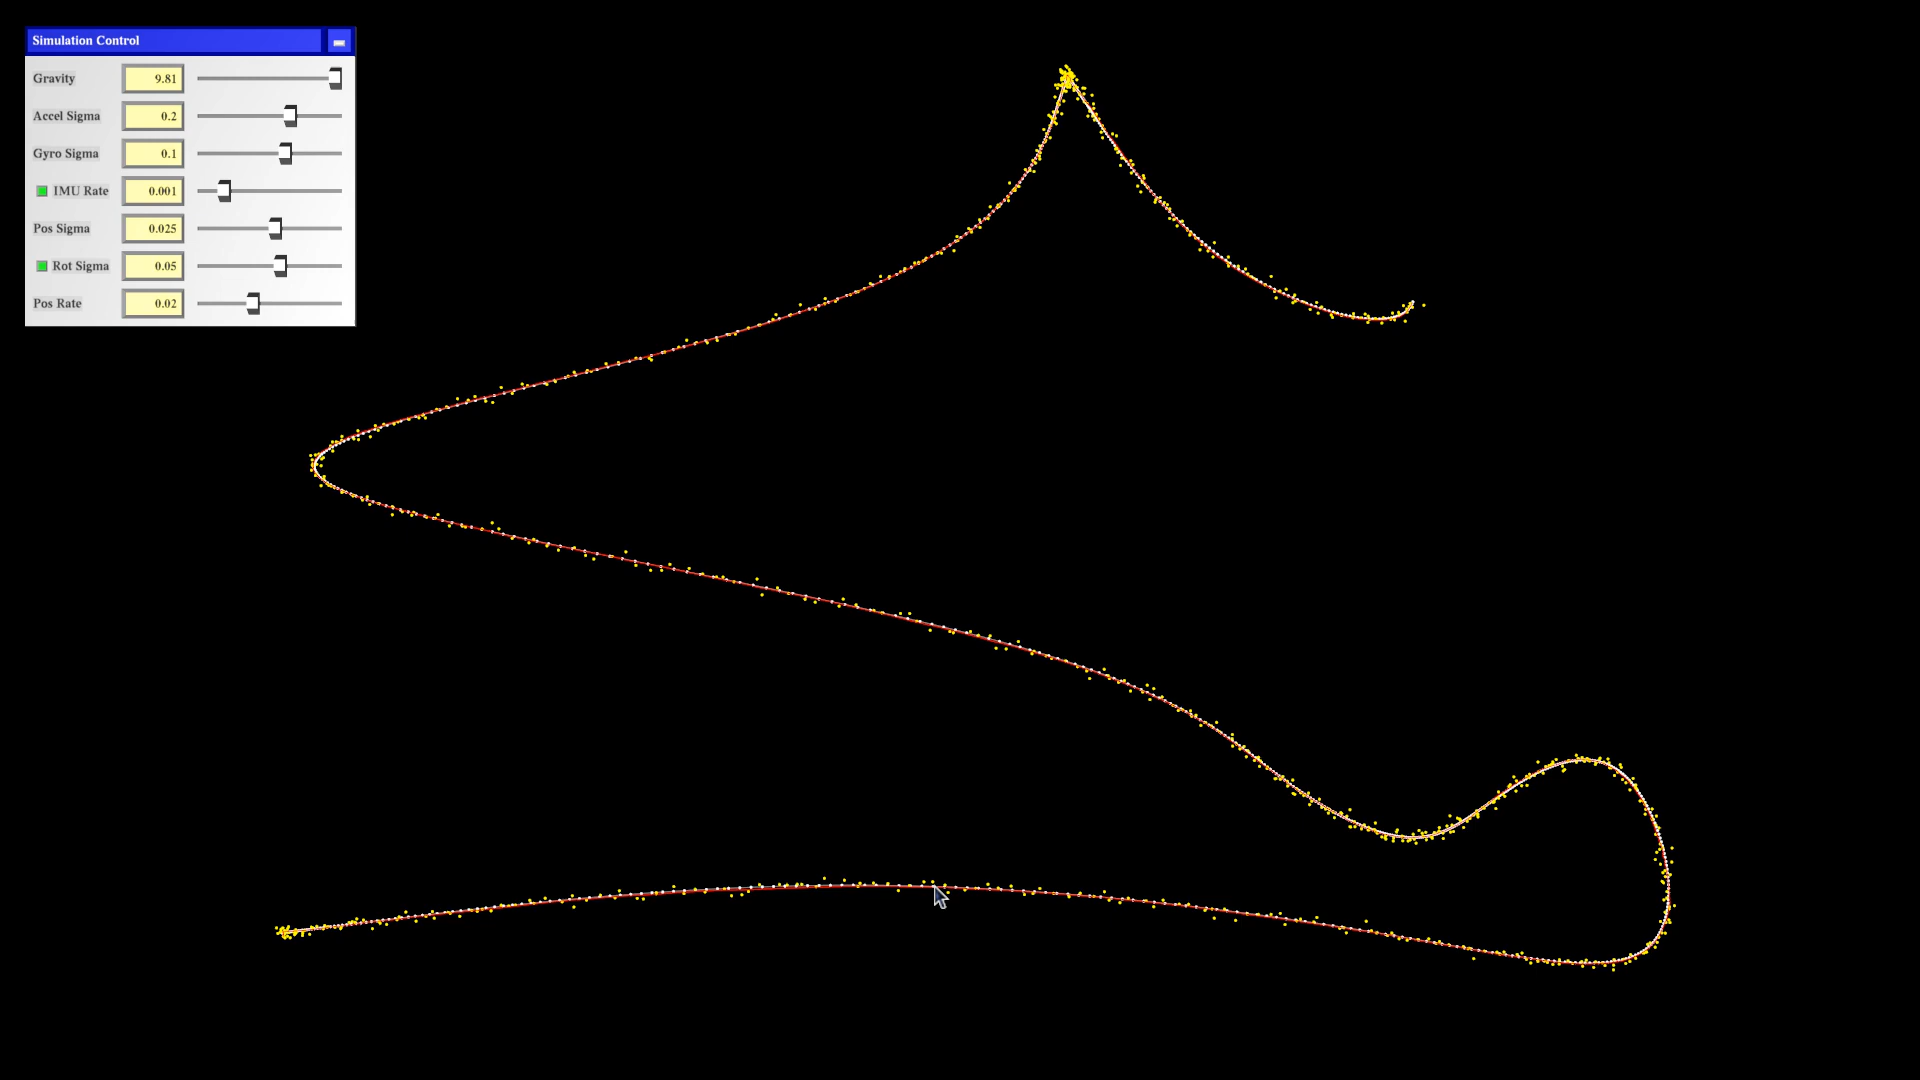 Simulation Control
Gravity 9.81
Accel Sigma 0.2
Gyro Sigma 0.1
IMU Rate 0.001
Pos Sigma 0.025
Rot Sigma 0.05
Pos Rate 0.02